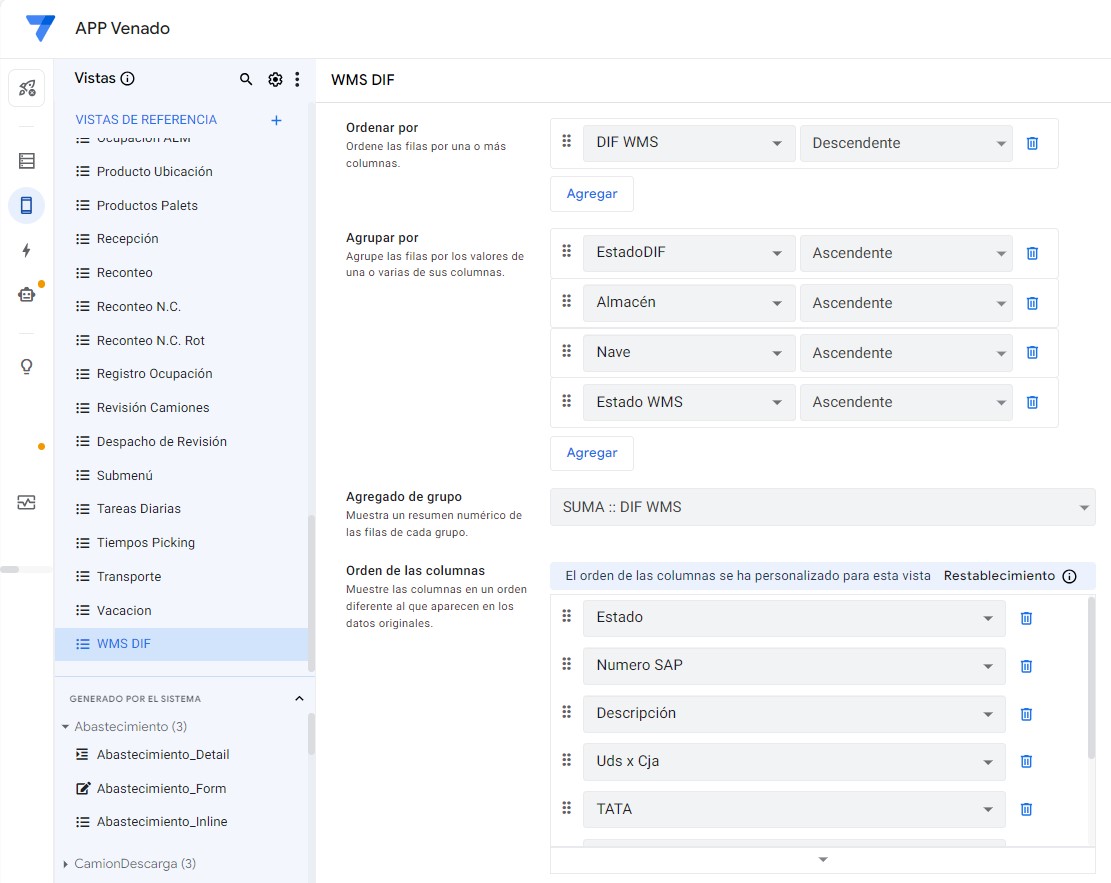 APP Venado
Vistas
VISTAS DE REFERENCIA
Ocupación ALM
Producto Ubicación
Productos Palets
Recepción
Reconteo
Reconteo N.C.
Reconteo N.C. Rot
Registro Ocupación
Revisión Camiones
Despacho de Revisión
Submenú
Tareas Diarias
Tiempos Picking
Transporte
Vacacion
WMS DIF
GENERADO POR EL SISTEMA
Abastecimiento (3)
Abastecimiento_Detail
Abastecimiento_Form
Abastecimiento_Inline
CamionDescarga (3)
WMS DIF
Ordenar por
Ordene las filas por una o más
columnas.
DIF WMS
Descendente
Agregar
Agrupar por
Agrupe las filas por los valores de
una o varias de sus columnas.
EstadoDIF
Ascendente
Almacén
Ascendente
Nave
Ascendente
Estado WMS
Ascendente
Agregar
Agregado de grupo
Muestra un resumen numérico de
las filas de cada grupo.
SUMA :: DIF WMS
Orden de las columnas
Muestre las columnas en un orden
diferente al que aparecen en los
datos originales.
El orden de las columnas se ha personalizado para esta vista
Restablecimiento
Estado
Numero SAP
Descripción
Uds x Cja
TATA